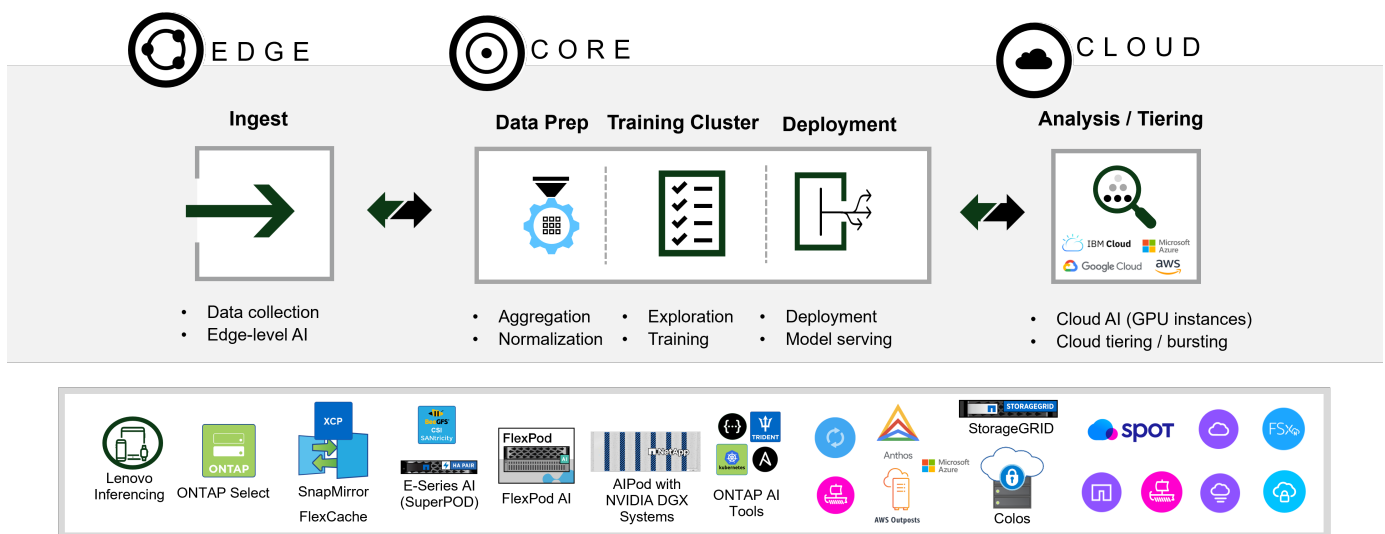 EDGE
CORE
CLOUD
Ingest
Data Prep
Training Cluster
Deployment
Analysis / Tiering
IBM Cloud
Microsoft
Azure
Google Cloud
aws
• Data collection
• Edge-level AI
• Aggregation
• Normalization
• Exploration
• Training
• Deployment
• Model serving
• Cloud AI (GPU instances)
• Cloud tiering / bursting
Lenovo
Inferencing
ONTAP
ONTAP Select
XCP
SnapMirror
FlexCache
BeeGFS
CSI
SANtricity
HA PAIR
E-Series AI
(SuperPOD)
FlexPod
AI
FlexPod AI
NetApp
AIPod with
NVIDIA DGX
Systems
{··}
TRIDENT
kubernetes
A
ONTAP AI
Tools
Anthos
Microsoft
Azure
AWS Outposts
STORAGEGRID
StorageGRID
Colos
spot
FSx